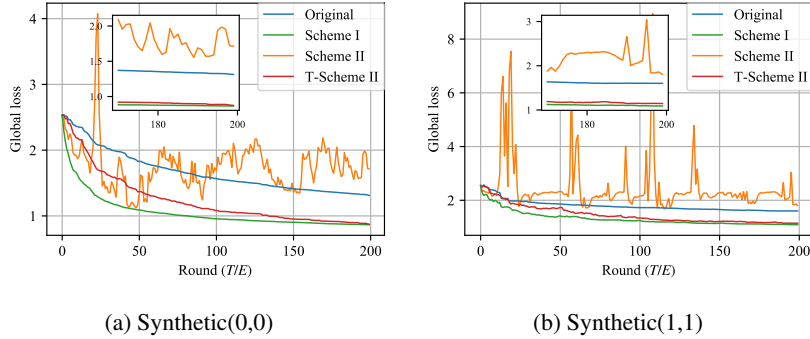 Original
Scheme I
Scheme II
T-Scheme II
Global loss
4
3
2
1
2.0
1.5
1.0
180
200
0
50
100
150
200
Round (T/E)
(a) Synthetic(0,0)
Original
Scheme I
Scheme II
T-Scheme II
Global loss
8
6
4
2
3
2
1
180
200
0
50
100
150
200
Round (T/E)
(b) Synthetic(1,1)